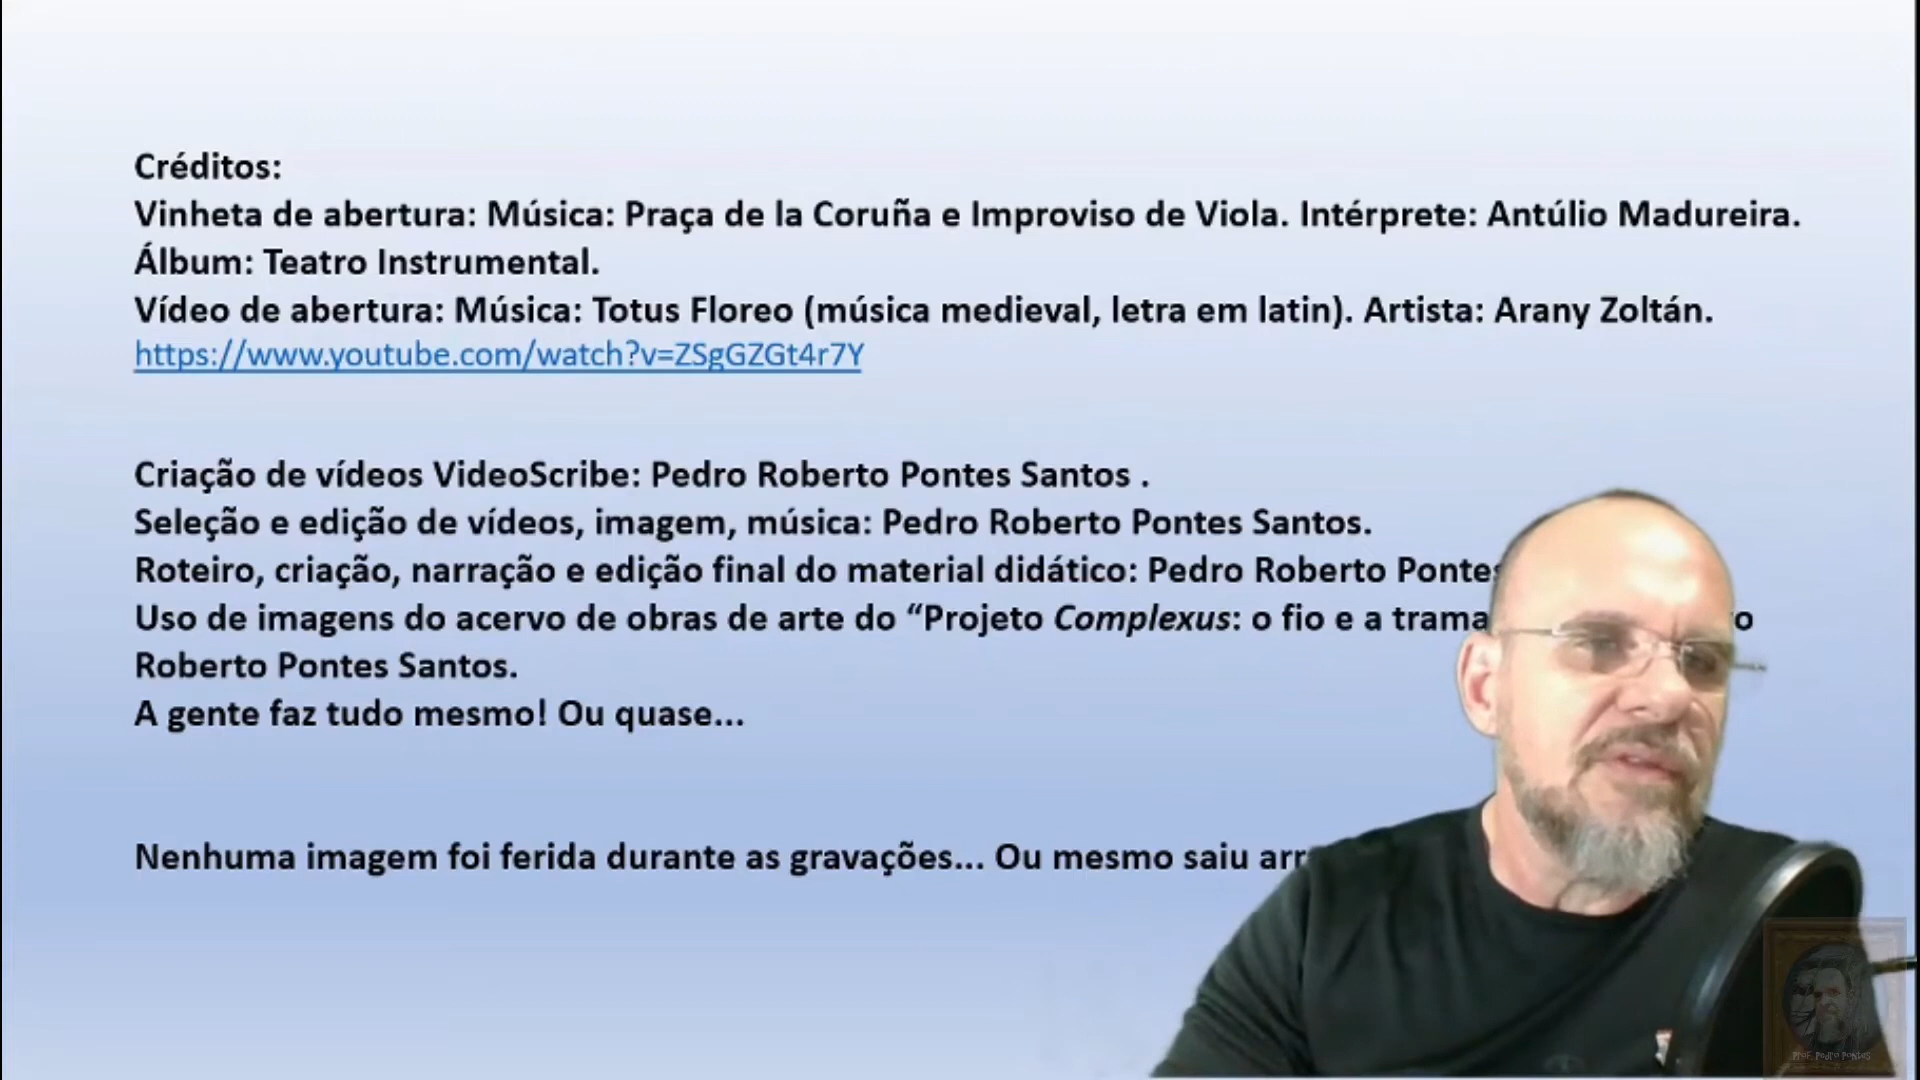 Créditos:
Vinheta de abertura: Música: Praça de la Coruña e Improviso de Viola. Intérprete: Antúlio Madureira.
Álbum: Teatro Instrumental.
Vídeo de abertura: Música: Totus Floreo (música medieval, letra em latin). Artista: Arany Zoltán.
https://www.youtube.com/watch?v=ZSgGZGt4r7Y
Criação de vídeos VideoScribe: Pedro Roberto Pontes Santos .
Seleção e edição de vídeos, imagem, música: Pedro Roberto Pontes Santos.
Roteiro, criação, narração e edição final do material didático: Pedro Roberto Pontes
Uso de imagens do acervo de obras de arte do “Projeto Complexus: o fio e a trama
Roberto Pontes Santos.
A gente faz tudo mesmo! Ou quase...
Nenhuma imagem foi ferida durante as gravações... Ou mesmo saiu
Prof. Pedro Pontes